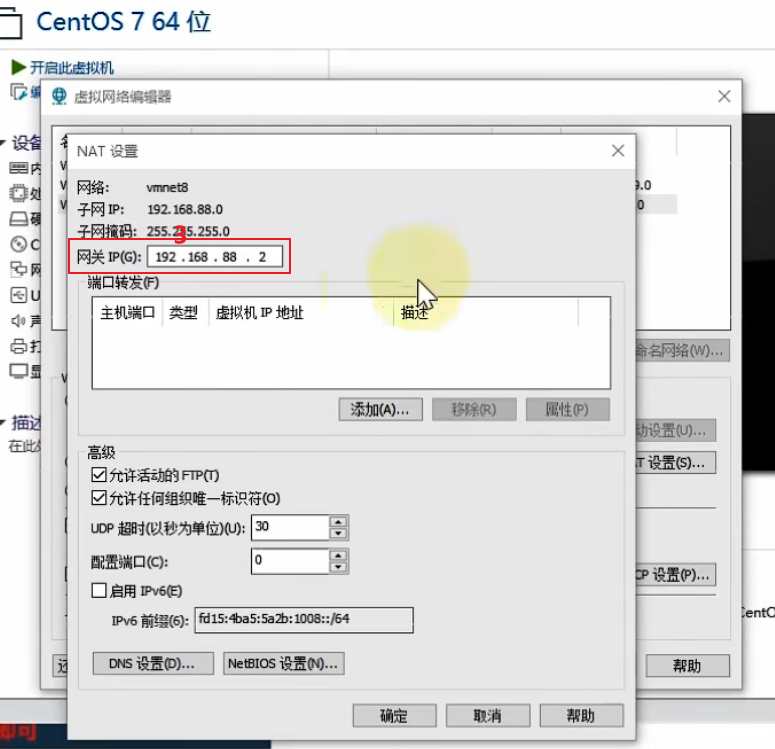 CentOS 7 64 位
开启此虚拟机
编
虚拟网络编辑器
设备
NAT 设置
网络: vmnet8
子网 IP: 192.168.88.0
子网掩码: 255.255.255.0
3
网关 IP(G): 192 . 168 . 88 . 2
端口转发(F)
主机端口 类型 虚拟机 IP 地址 描述
添加(A)... 移除(R) 属性(P)
高级
允许活动的 FTP(T)
允许任何组织唯一标识符(O)
UDP 超时(以秒为单位)(U): 30
配置端口(C): 0
启用 IPv6(E)
IPv6 前缀(6): fd15:4ba5:5a2b:1008::/64
DNS 设置(D)... NetBIOS 设置(N)...
确定 取消 帮助
9.0
0
命名网络(W)...
动设置(U)...
T 设置(S)...
CP 设置(P)...
CentO
还 帮助
内
处
硬
C
网
U
声
打
显
描述
在此处
即可